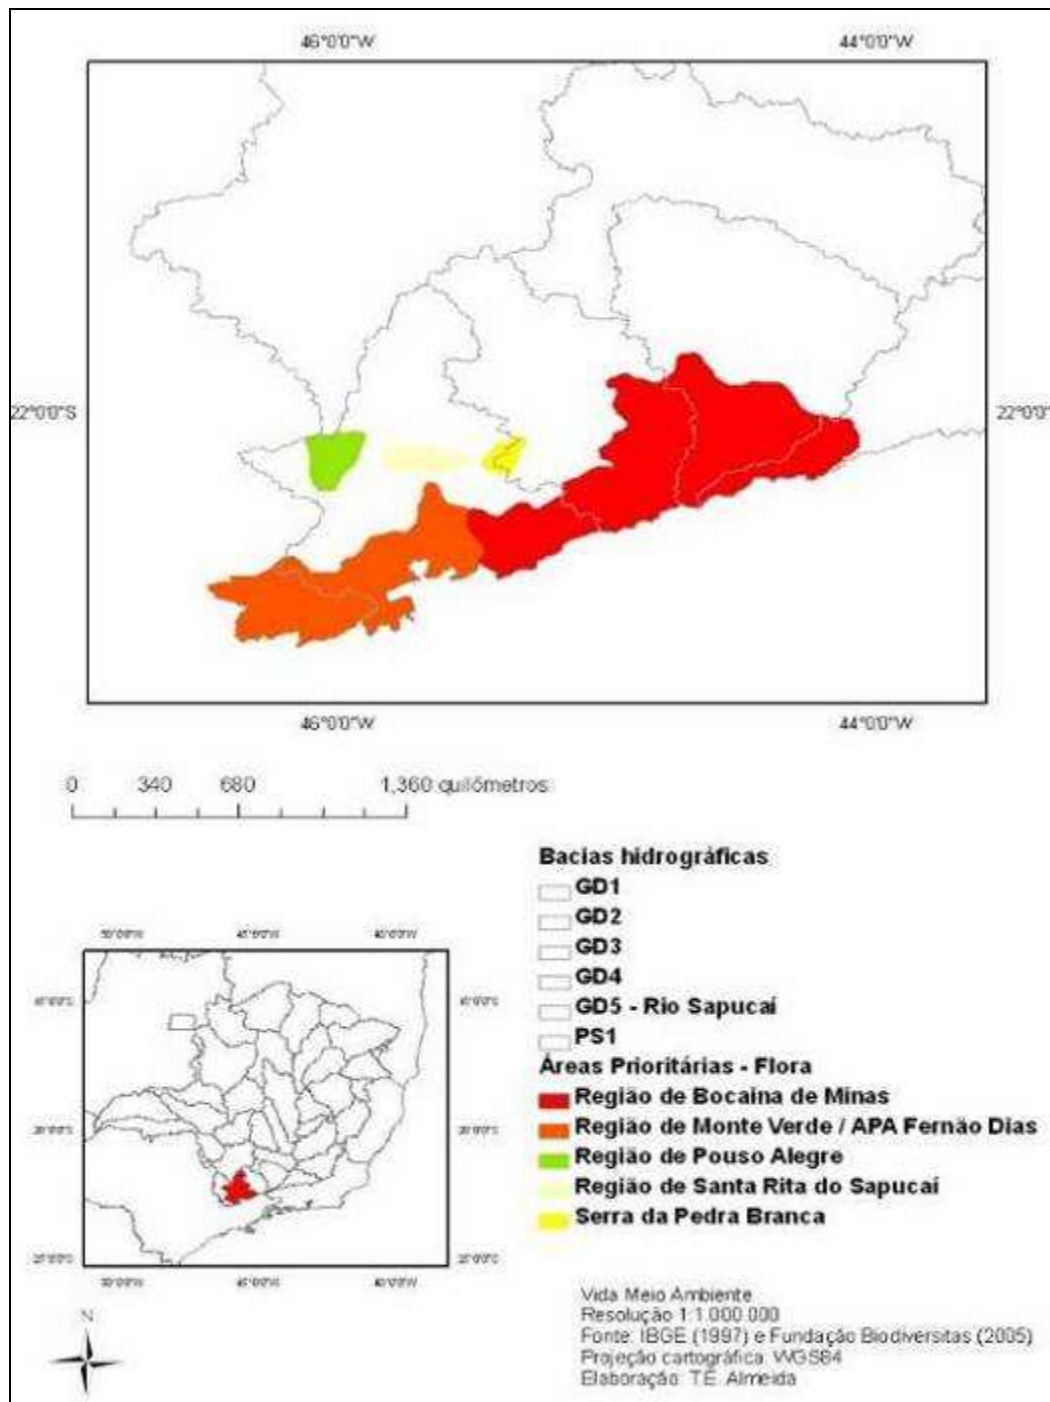 46°0'0"W 44°0'0"W
22°0'0"S 22°0'0"
46°0'0"W 44°0'0"W
0 340 680 1,360 quilômetros
Bacias hidrográficas
GD1
GD2
GD3
GD4
GD5 - Rio Sapucaí
PS1
Áreas Prioritárias - Flora
Região de Bocaina de Minas
Região de Monte Verde / APA Fernão Dias
Região de Pouso Alegre
Região de Santa Rita do Sapucaí
Serra da Pedra Branca
N
Vida Meio Ambiente
Resolução 1:1.000.000
Fonte: IBGE (1997) e Fundação Biodiversitas (2005)
Projeção cartográfica: WGS84
Elaboração: T.E. Almeida